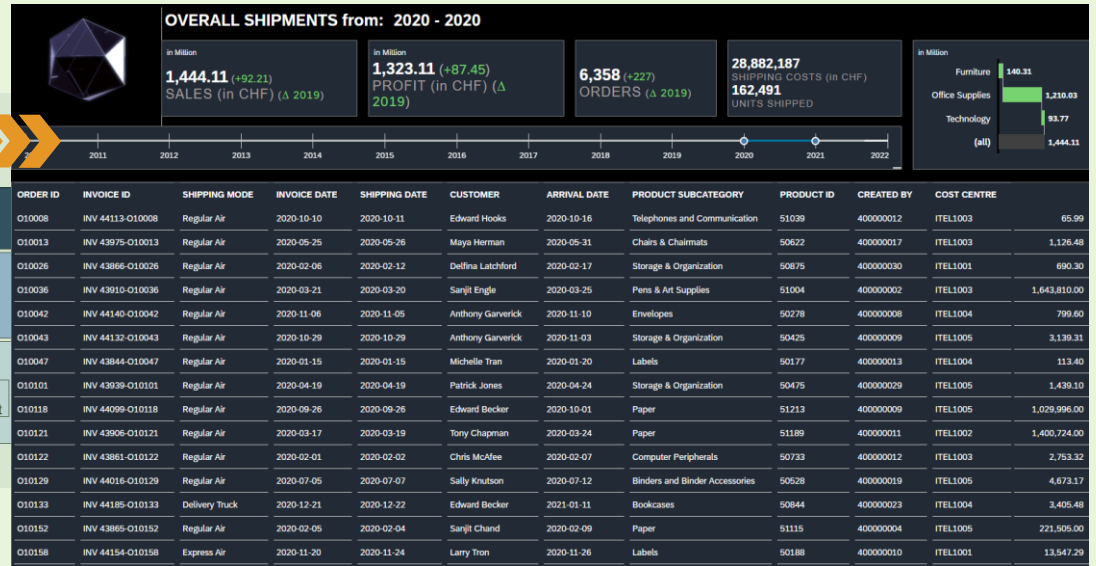 OVERALL SHIPMENTS from: 2020 - 2020
in Million
1,444.11 (+92.21)
SALES (in CHF) (Δ 2019)
in Million
1,323.11 (+87.45)
PROFIT (in CHF) (Δ
2019)
6,358 (+227)
ORDERS (Δ 2019)
28,882,187
SHIPPING COSTS (in CHF)
162,491
UNITS SHIPPED
in Million
Furniture 140.31
Office Supplies 1,210.03
Technology 93.77
(all) 1,444.11
2011 2012 2013 2014 2015 2016 2017 2018 2019 2020 2021 2022
ORDER ID INVOICE ID SHIPPING MODE INVOICE DATE SHIPPING DATE CUSTOMER ARRIVAL DATE PRODUCT SUBCATEGORY PRODUCT ID CREATED BY COST CENTRE
O10008 INV 44113-O10008 Regular Air 2020-10-10 2020-10-11 Edward Hooks 2020-10-16 Telephones and Communication 51039 400000012 ITEL1003 65.99
O10013 INV 43975-O10013 Regular Air 2020-05-25 2020-05-26 Maya Herman 2020-05-31 Chairs & Chairmats 50622 400000017 ITEL1003 1,126.48
O10026 INV 43866-O10026 Regular Air 2020-02-06 2020-02-12 Delfina Latchford 2020-02-17 Storage & Organization 50875 400000030 ITEL1001 690.30
O10036 INV 43910-O10036 Regular Air 2020-03-21 2020-03-20 Sanjit Engle 2020-03-25 Pens & Art Supplies 51004 400000002 ITEL1003 1,643,810.00
O10042 INV 44140-O10042 Regular Air 2020-11-06 2020-11-05 Anthony Garverick 2020-11-10 Envelopes 50278 400000008 ITEL1004 799.60
O10043 INV 44132-O10043 Regular Air 2020-10-29 2020-10-29 Anthony Garverick 2020-11-03 Storage & Organization 50425 400000009 ITEL1005 3,139.31
O10047 INV 43844-O10047 Regular Air 2020-01-15 2020-01-15 Michelle Tran 2020-01-20 Labels 50177 400000013 ITEL1004 113.40
O10101 INV 43939-O10101 Regular Air 2020-04-19 2020-04-19 Patrick Jones 2020-04-24 Storage & Organization 50475 400000029 ITEL1005 1,439.10
O10118 INV 44099-O10118 Regular Air 2020-09-26 2020-09-26 Edward Becker 2020-10-01 Paper 51213 400000009 ITEL1005 1,029,996.00
O10121 INV 43906-O10121 Regular Air 2020-03-17 2020-03-19 Tony Chapman 2020-03-24 Paper 51189 400000011 ITEL1002 1,400,724.00
O10122 INV 43861-O10122 Regular Air 2020-02-01 2020-02-02 Chris McAfee 2020-02-07 Computer Peripherals 50733 400000012 ITEL1003 2,753.32
O10129 INV 44016-O10129 Regular Air 2020-07-05 2020-07-07 Sally Knutson 2020-07-12 Binders and Binder Accessories 50528 400000019 ITEL1005 4,673.17
O10133 INV 44185-O10133 Delivery Truck 2020-12-21 2020-12-22 Edward Becker 2021-01-11 Bookcases 50844 400000023 ITEL1004 3,405.48
O10152 INV 43865-O10152 Regular Air 2020-02-05 2020-02-04 Sanjit Chand 2020-02-09 Paper 51115 400000004 ITEL1005 221,505.00
O10158 INV 44154-O10158 Express Air 2020-11-20 2020-11-24 Larry Tron 2020-11-26 Labels 50188 400000010 ITEL1001 13,547.29